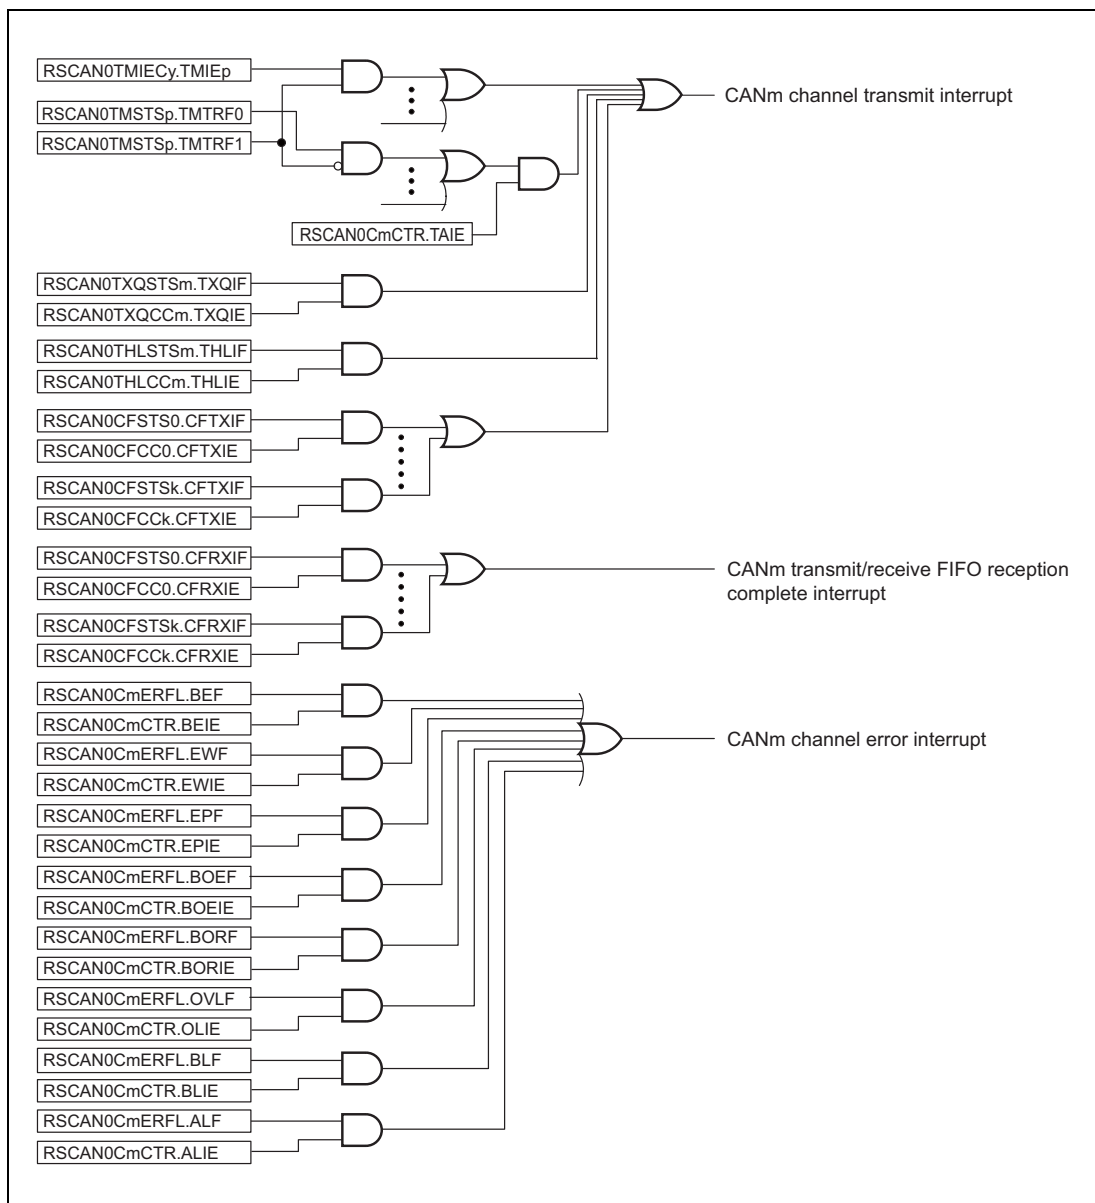 RSCAN0TMIECy.TMIEp
RSCAN0TMSTSp.TMTRF0
RSCAN0TMSTSp.TMTRF1
CANm channel transmit interrupt
RSCAN0CmCTR.TAIE
RSCAN0TXQSTSm.TXQIF
RSCAN0TXQCCm.TXQIE
RSCAN0THLSTSm.THLIF
RSCAN0THLCCm.THLIE
RSCAN0CFSTS0.CFTXIF
RSCAN0CFCC0.CFTXIE
RSCAN0CFSTSk.CFTXIF
RSCAN0CFCCk.CFTXIE
RSCAN0CFSTS0.CFRXIF
RSCAN0CFCC0.CFRXIE
CANm transmit/receive FIFO reception
complete interrupt
RSCAN0CFSTSk.CFRXIF
RSCAN0CFCCk.CFRXIE
RSCAN0CmERFL.BEF
RSCAN0CmCTR.BEIE
CANm channel error interrupt
RSCAN0CmERFL.EWF
RSCAN0CmCTR.EWIE
RSCAN0CmERFL.EPF
RSCAN0CmCTR.EPIE
RSCAN0CmERFL.BOEF
RSCAN0CmCTR.BOEIE
RSCAN0CmERFL.BORF
RSCAN0CmCTR.BORIE
RSCAN0CmERFL.OVLF
RSCAN0CmCTR.OLIE
RSCAN0CmERFL.BLF
RSCAN0CmCTR.BLIE
RSCAN0CmERFL.ALF
RSCAN0CmCTR.ALIE